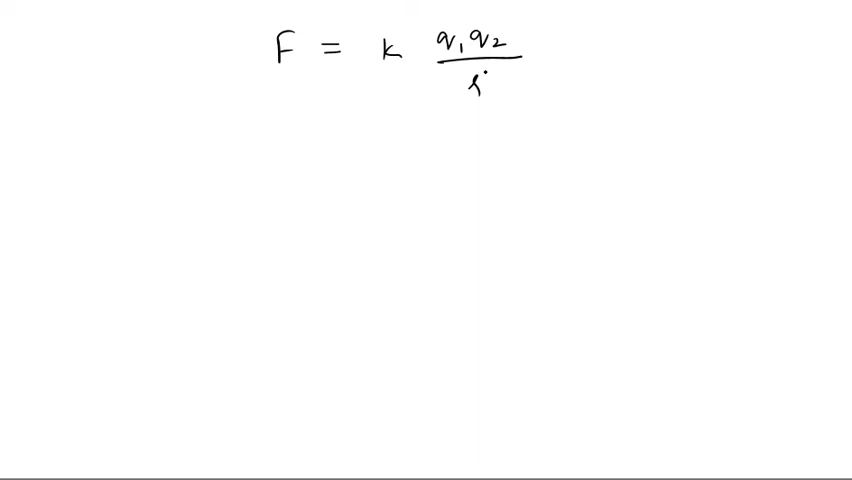 F = k q₁q₂ / r